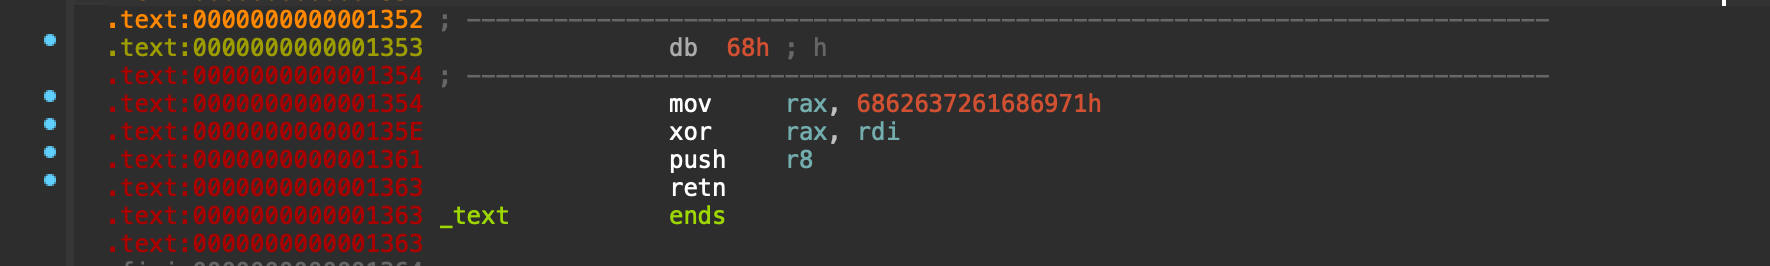 .text:0000000000001352 ; ---------------------------------------------------------------------------
.text:0000000000001353 db 68h ; h
.text:0000000000001354 ; ---------------------------------------------------------------------------
.text:0000000000001354 mov rax, 6862637261686971h
.text:000000000000135E xor rax, rdi
.text:0000000000001361 push r8
.text:0000000000001363 retn
.text:0000000000001363 _text ends
.text:0000000000001363